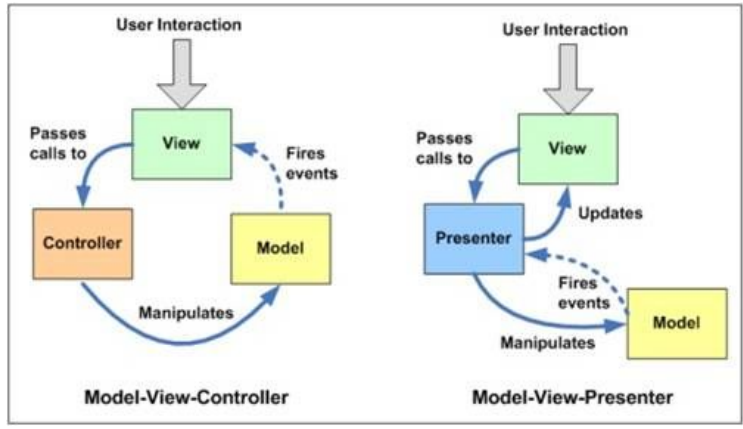 User Interaction
Passes
calls to
View
Fires
events
Controller
Model
Manipulates
Model-View-Controller
User Interaction
Passes
calls to
View
Updates
Presenter
Fires
events
Model
Manipulates
Model-View-Presenter